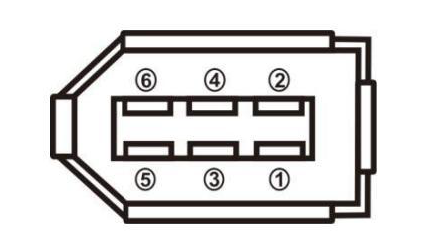 ⑥ ④ ②
⑤ ③ ①